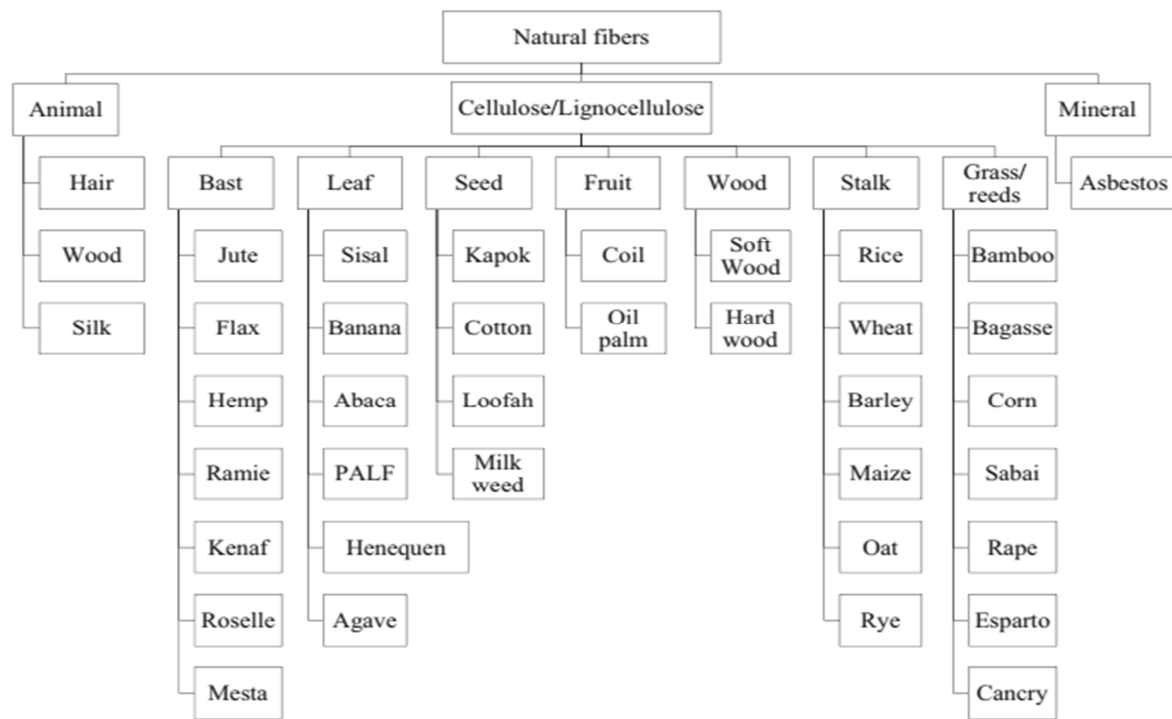 Natural fibers
Animal
Cellulose/Lignocellulose
Mineral
Hair
Bast
Leaf
Seed
Fruit
Wood
Stalk
Grass/
reeds
Asbestos
Wood
Jute
Sisal
Kapok
Coil
Soft
Wood
Rice
Bamboo
Silk
Flax
Banana
Cotton
Oil
palm
Hard
wood
Wheat
Bagasse
Hemp
Abaca
Loofah
Barley
Corn
Ramie
PALF
Milk
weed
Maize
Sabai
Kenaf
Henequen
Oat
Rape
Roselle
Agave
Rye
Esparto
Mesta
Cancry